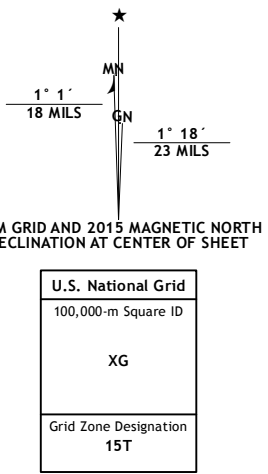 ★
MN
1° 1´
18 MILS
GN
1° 18´
23 MILS
M GRID AND 2015 MAGNETIC NORTH
ECLINATION AT CENTER OF SHEET
U.S. National Grid
100,000-m Square ID
XG
Grid Zone Designation
15T